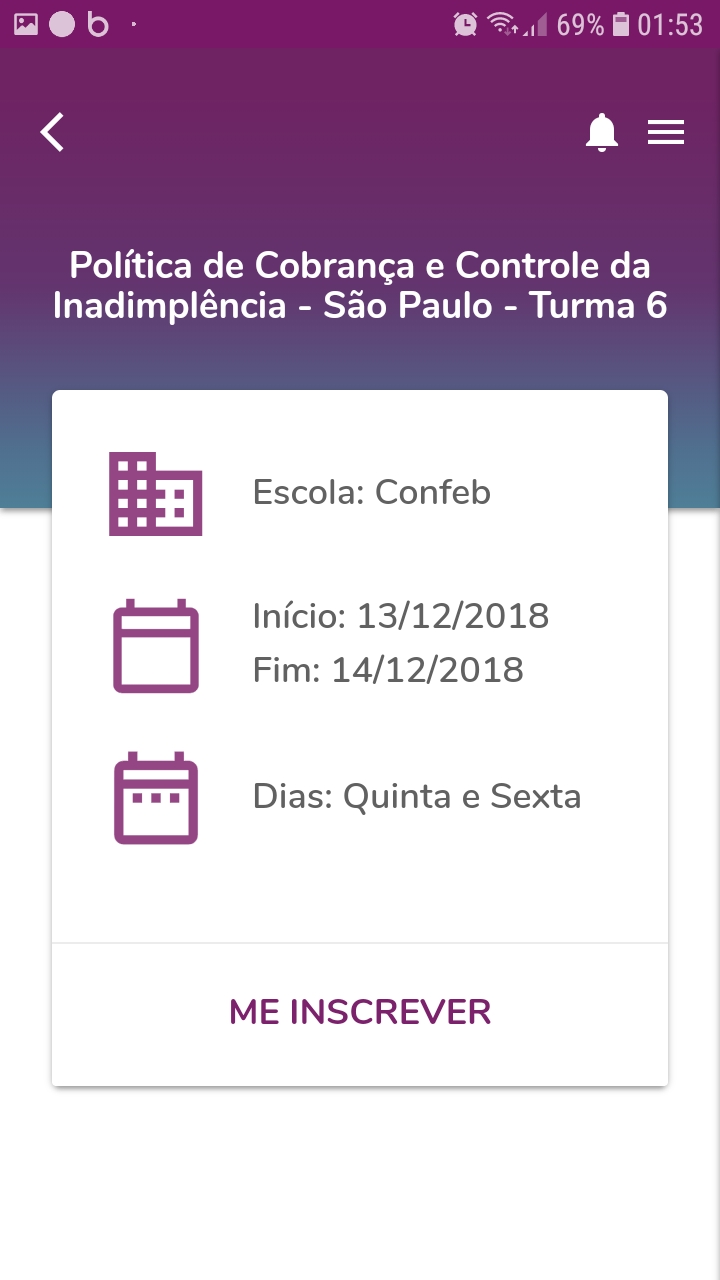 69% 01:53
Política de Cobrança e Controle da
Inadimplência - São Paulo - Turma 6
Escola: Confeb
Início: 13/12/2018
Fim: 14/12/2018
Dias: Quinta e Sexta
ME INSCREVER